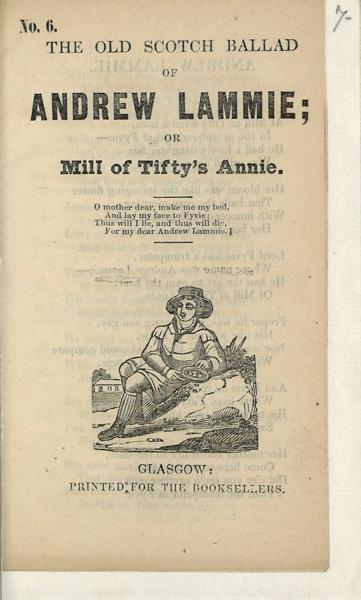 No. 6.
7-
THE OLD SCOTCH BALLAD
OF
ANDREW LAMMIE;
OR
Mill of Tifty's Annie.
O mother dear, make me my bed,
And lay my face to Fyvie;
Thus will I lie, and thus will die,
For my dear Andrew Lammie.
GLASGOW:
PRINTED FOR THE BOOKSELLERS.